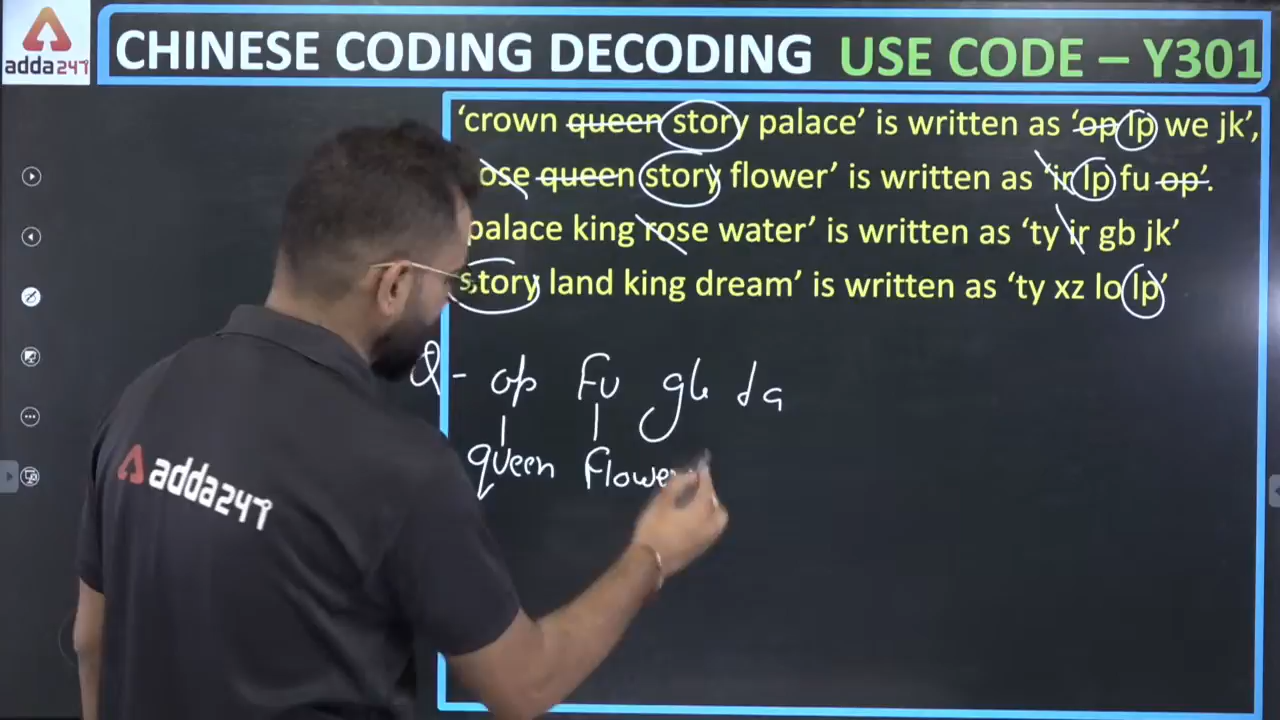 adda247
CHINESE CODING DECODING USE CODE – Y301
‘crown queen story palace’ is written as ‘op lp we jk’,
ose queen story flower’ is written as ‘ir lp fu op’.
palace king rose water’ is written as ‘ty ir gb jk’
story land king dream’ is written as ‘ty xz lo lp’
Q - op Fu gb da
queen Flower
adda247